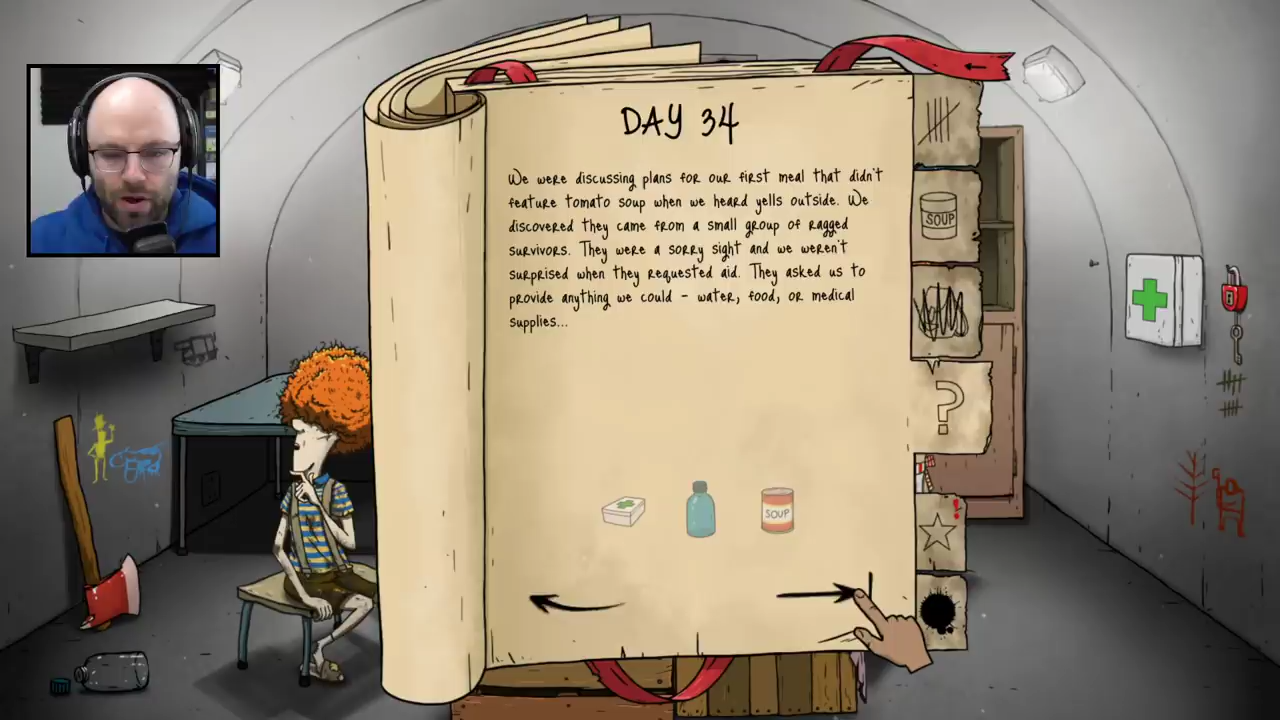 DAY 34
We were discussing plans for our first meal that didn't
feature tomato soup when we heard yells outside. We
discovered they came from a small group of ragged
survivors. They were a sorry sight and we weren't
surprised when they requested aid. They asked us to
provide anything we could - water, food, or medical
supplies...
SOUP
SOUP